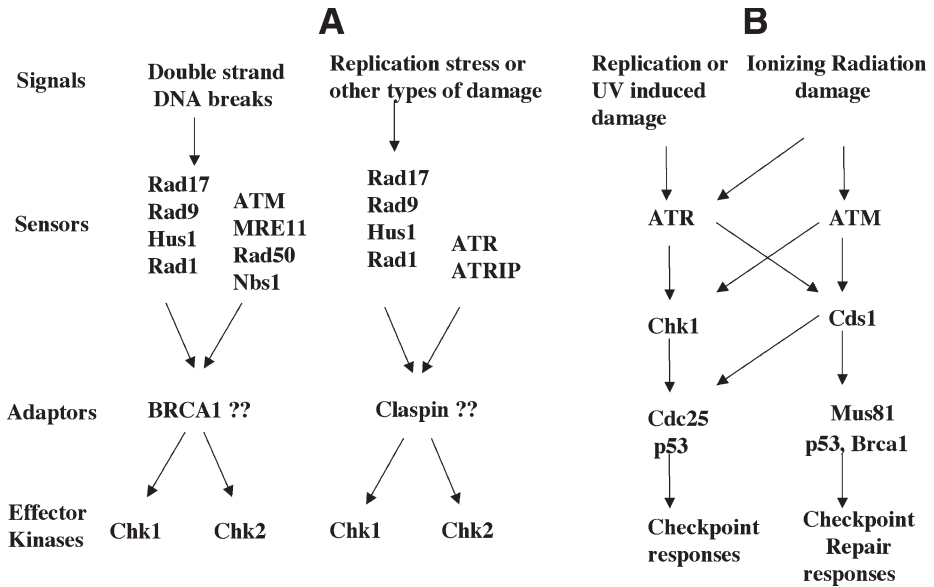 A
Signals
Double strand
DNA breaks
Replication stress or
other types of damage
Sensors
Rad17
Rad9
Hus1
Rad1
ATM
MRE11
Rad50
Nbs1
Rad17
Rad9
Hus1
Rad1
ATR
ATRIP
Adaptors
BRCA1 ??
Claspin ??
Effector
Kinases
Chk1
Chk2
Chk1
Chk2
B
Replication or
UV induced
damage
Ionizing Radiation
damage
ATR
ATM
Chk1
Cds1
Cdc25
p53
Mus81
p53, Brca1
Checkpoint
responses
Checkpoint
Repair
responses